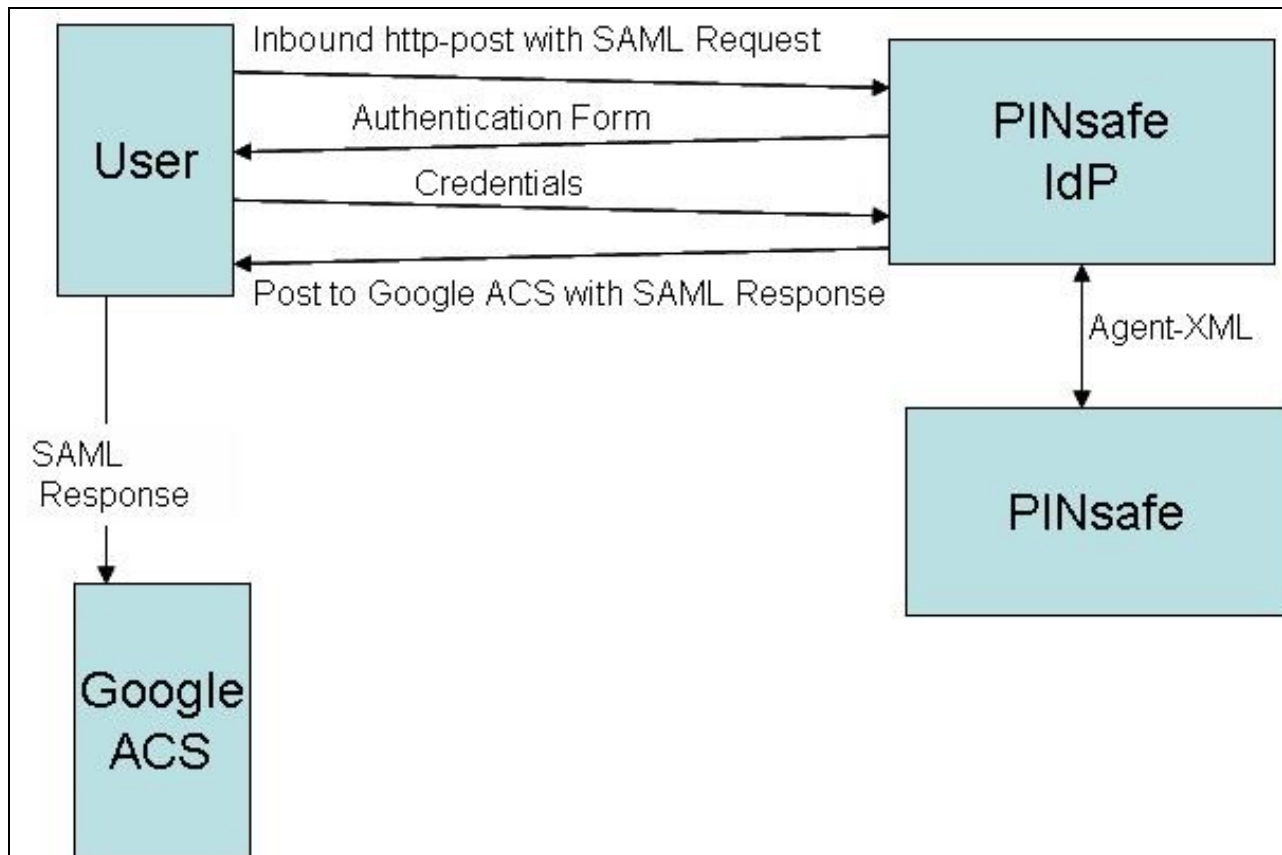 Inbound http-post with SAML Request
Authentication Form
Credentials
Post to Google ACS with SAML Response
User
PINsafe
IdP
Agent-XML
PINsafe
SAML
Response
Google
ACS